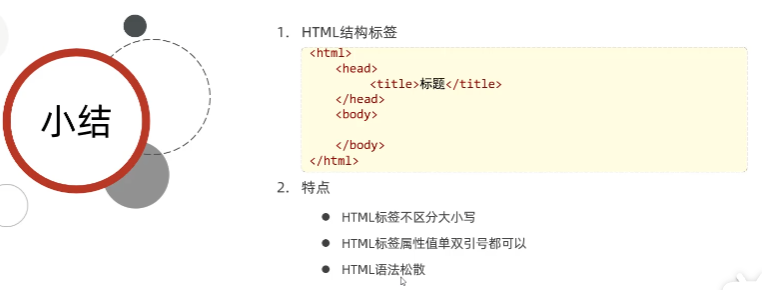 小结
1. HTML结构标签
<html>
<head>
<title>标题</title>
</head>
<body>
</body>
</html>
2. 特点
● HTML标签不区分大小写
● HTML标签属性值单双引号都可以
● HTML语法松散